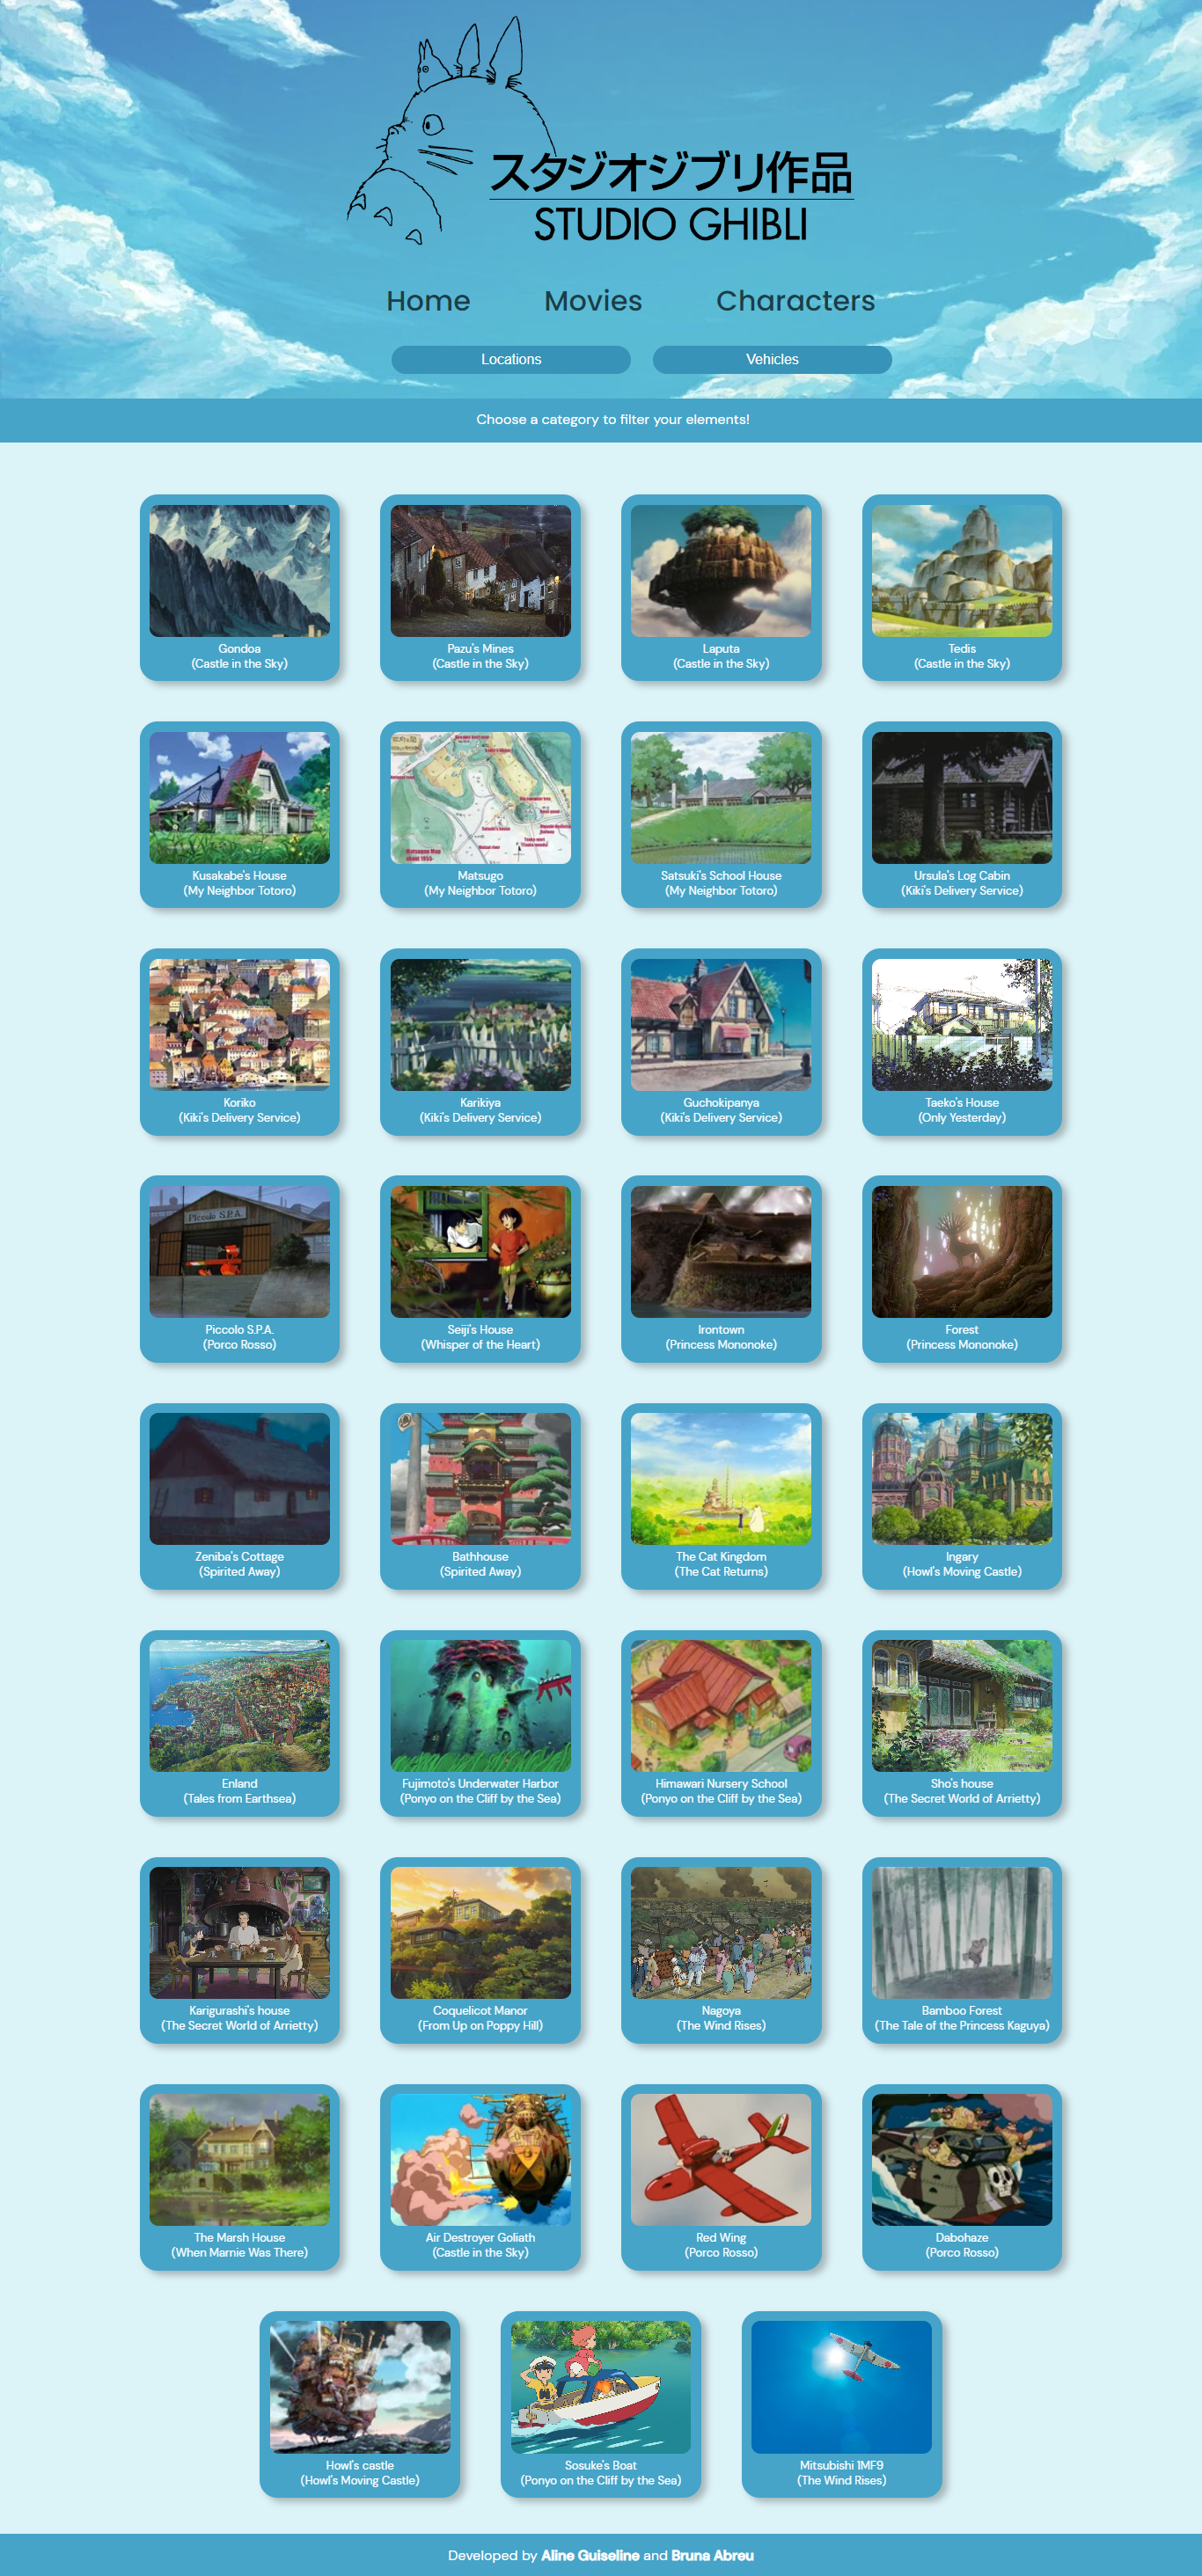 スタジオジブリ作品
STUDIO GHIBLI
Home Movies Characters
Locations Vehicles
Choose a category to filter your elements!
Gondoa
(Castle in the Sky)
Pazu's Mines
(Castle in the Sky)
Laputa
(Castle in the Sky)
Tedis
(Castle in the Sky)
Kusakabe's House
(My Neighbor Totoro)
Matsugo
(My Neighbor Totoro)
Satsuki's School House
(My Neighbor Totoro)
Ursula's Log Cabin
(Kiki's Delivery Service)
Koriko
(Kiki's Delivery Service)
Karikiya
(Kiki's Delivery Service)
Guchokipanya
(Kiki's Delivery Service)
Taeko's House
(Only Yesterday)
Piccolo S.P.A.
Piccolo S.P.A.
(Porco Rosso)
Seiji's House
(Whisper of the Heart)
Irontown
(Princess Mononoke)
Forest
(Princess Mononoke)
Zeniba's Cottage
(Spirited Away)
Bathhouse
(Spirited Away)
The Cat Kingdom
(The Cat Returns)
Ingary
(Howl's Moving Castle)
Enland
(Tales from Earthsea)
Fujimoto's Underwater Harbor
(Ponyo on the Cliff by the Sea)
Himawari Nursery School
(Ponyo on the Cliff by the Sea)
Sho's house
(The Secret World of Arrietty)
Karigurashi's house
(The Secret World of Arrietty)
Coquelicot Manor
(From Up on Poppy Hill)
Nagoya
(The Wind Rises)
Bamboo Forest
(The Tale of the Princess Kaguya)
The Marsh House
(When Marnie Was There)
Air Destroyer Goliath
(Castle in the Sky)
Red Wing
(Porco Rosso)
Dabohaze
(Porco Rosso)
Howl's castle
(Howl's Moving Castle)
Sosuke's Boat
(Ponyo on the Cliff by the Sea)
Mitsubishi 1MF9
(The Wind Rises)
Developed by Aline Guiseline and Bruna Abreu